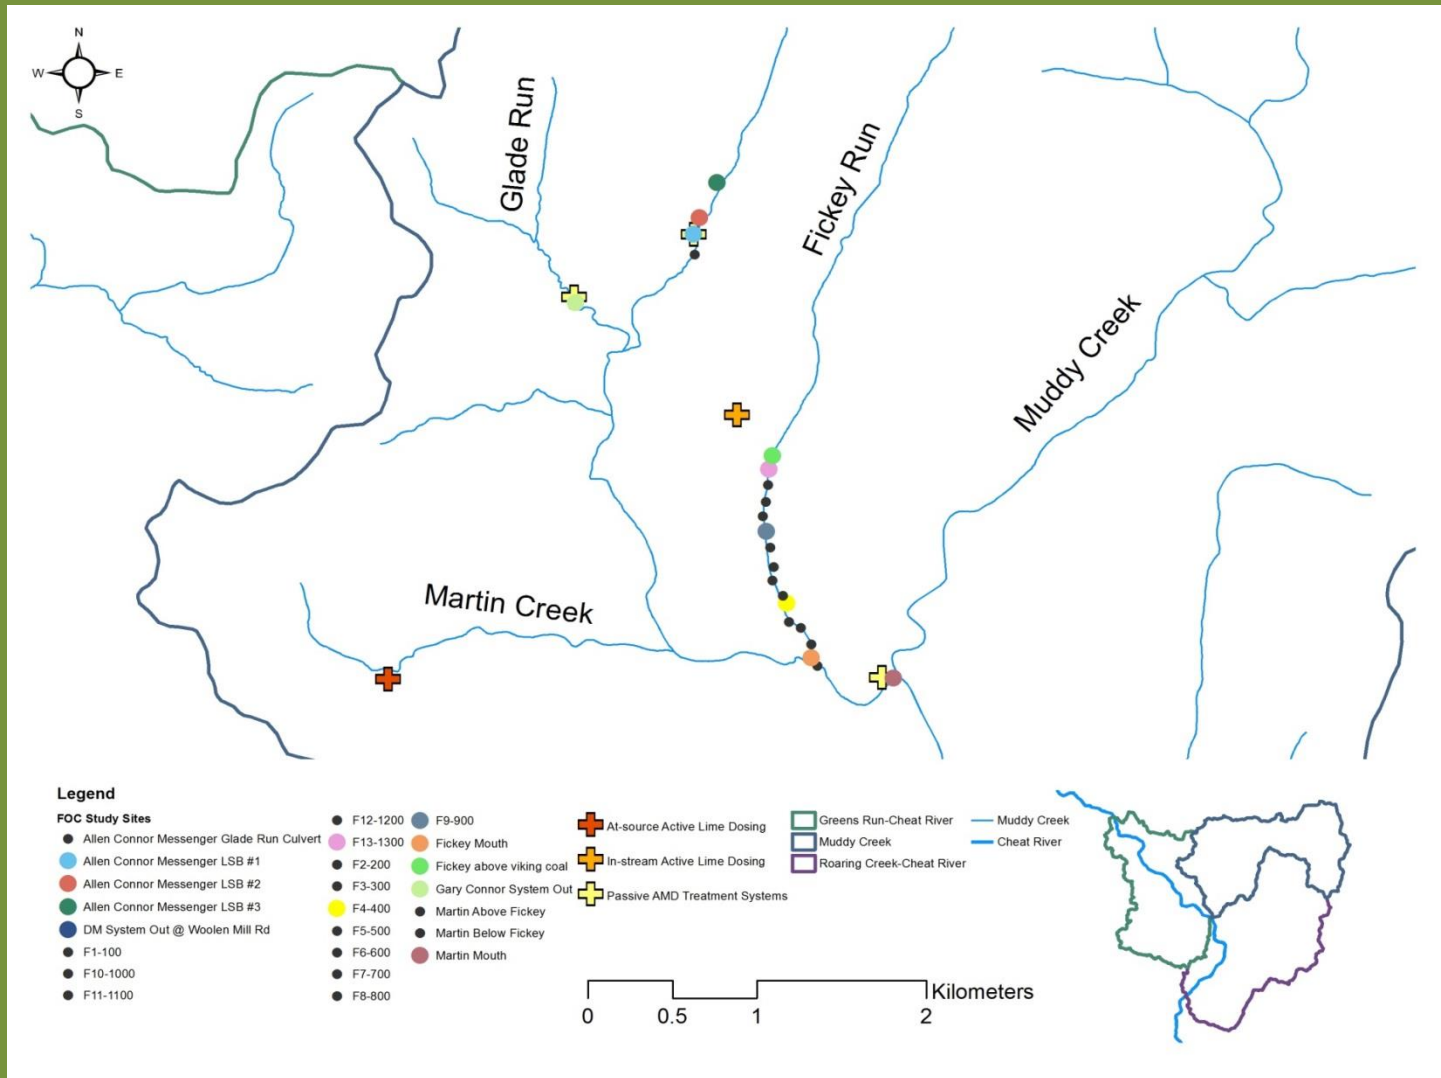 N
W E
S
Glade Run
Fickey Run
Muddy Creek
Martin Creek
Legend
FOC Study Sites
Allen Connor Messenger Glade Run Culvert
Allen Connor Messenger LSB #1
Allen Connor Messenger LSB #2
Allen Connor Messenger LSB #3
DM System Out @ Woolen Mill Rd
F1-100
F10-1000
F11-1100
F12-1200
F13-1300
F2-200
F3-300
F4-400
F5-500
F6-600
F7-700
F8-800
F9-900
Fickey Mouth
Fickey above viking coal
Gary Connor System Out
Martin Above Fickey
Martin Below Fickey
Martin Mouth
At-source Active Lime Dosing
In-stream Active Lime Dosing
Passive AMD Treatment Systems
Greens Run-Cheat River
Muddy Creek
Roaring Creek-Cheat River
Muddy Creek
Cheat River
Kilometers
0 0.5 1 2